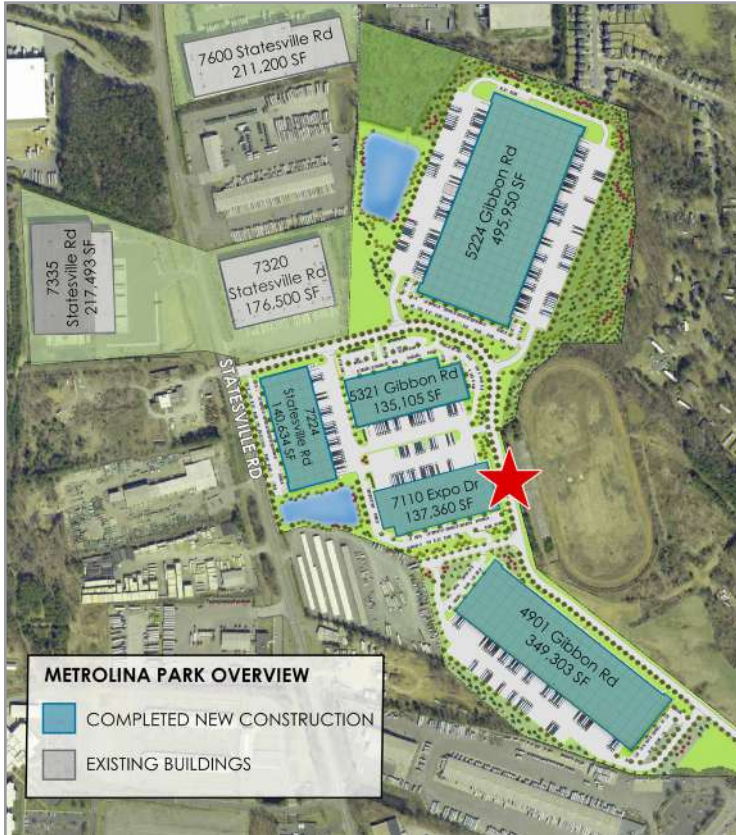 7600 Statesville Rd
211,200 SF
5224 Gibbon Rd
495,950 SF
7335
Statesville Rd
217,493 SF
7320
Statesville Rd
176,500 SF
STATESVILLE RD
7224
Statesville Rd
140,634 SF
5321 Gibbon Rd
135,105 SF
7110 Expo Dr
137,360 SF
4901 Gibbon Rd
349,303 SF
METROLINA PARK OVERVIEW
COMPLETED NEW CONSTRUCTION
EXISTING BUILDINGS